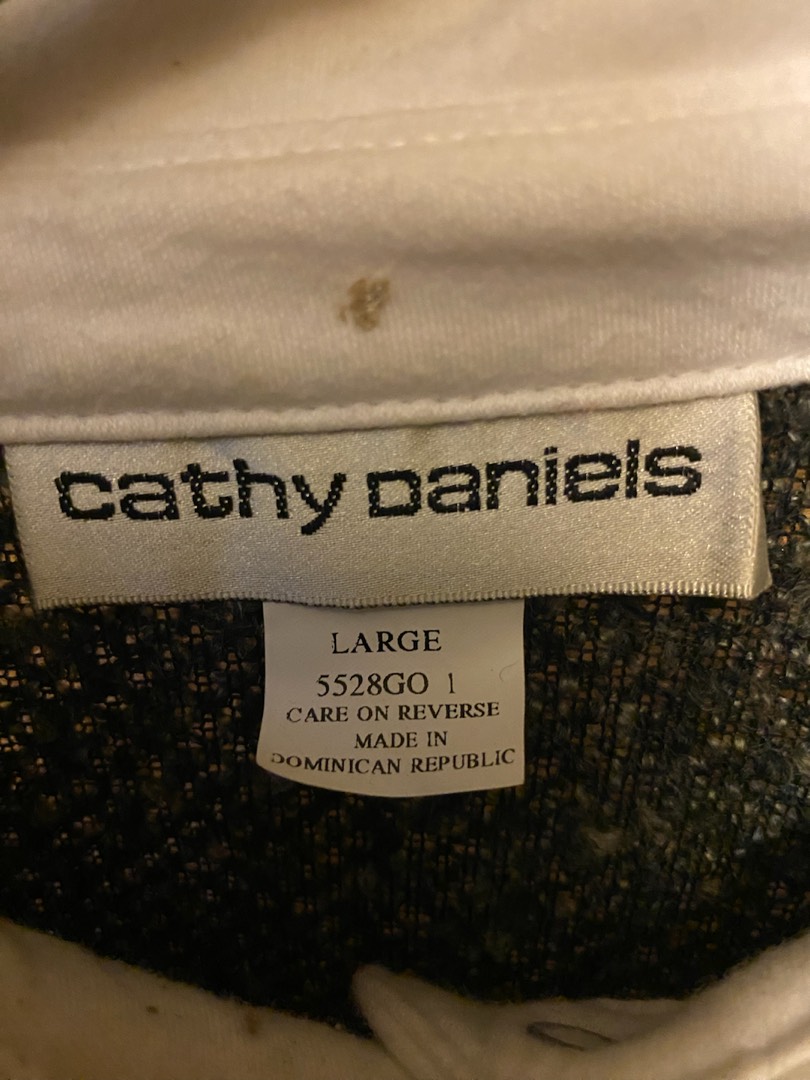 cathy Daniels
LARGE
5528GO 1
CARE ON REVERSE
MADE IN
DOMINICAN REPUBLIC